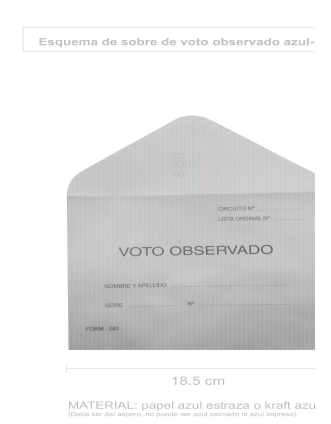 Esquema de sobre de voto observado azul-
CIRCUITO Nº
LISTA ORDINAL Nº
VOTO OBSERVADO
NOMBRE Y APELLIDO
SERIE Nº
FORM - 240
18.5 cm
MATERIAL: papel azul estraza o kraft azu
(Debe ser del áspero, no puede ser azul satinado ni azul impreso)